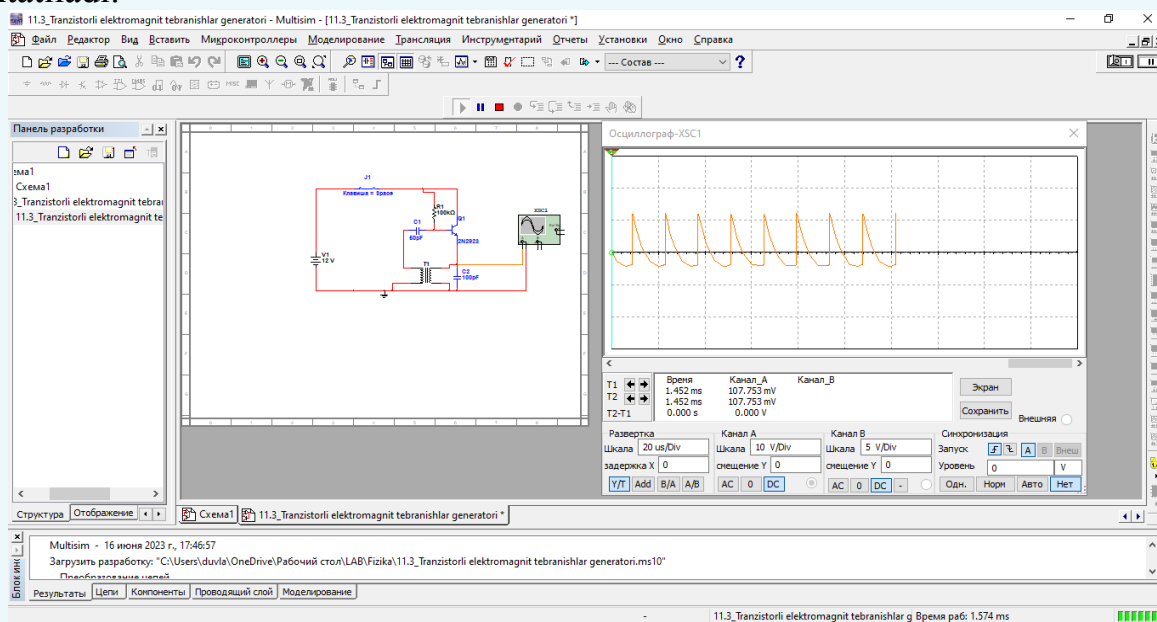 11.3_Tranzistorli elektromagnit tebranishlar generatori - Multisim - [11.3_Tranzistorli elektromagnit tebranishlar generatori *]
Файл Редактор Вид Вставить Микроконтроллеры Моделирование Трансляция Инструментарий Отчеты Установки Окно Справка
--- Состав ---
Панель разработки
Схема1
3_Tranzistorli elektromagnit tebra
11.3_Tranzistorli elektromagnit te
J1
Клавиша = Space
R1
100kΩ
C1
60pF
Q1
2N2923
V1
12 V
T1
C2
100pF
XSC1
Осциллограф-XSC1
T1
T2
T2-T1
Время Канал_A Канал_B
1.452 ms 107.753 mV
1.452 ms 107.753 mV
0.000 s 0.000 V
Экран
Сохранить
Внешняя
Развертка
Шкала 20 us/Div
задержка X 0
Y/T Add B/A A/B
Канал A
Шкала 10 V/Div
смещение Y 0
AC 0 DC
Канал B
Шкала 5 V/Div
смещение Y 0
AC 0 DC -
Синхронизация
Запуск A B Внеш
Уровень 0 V
Одн. Норм Авто Нет
Структура Отображение
Схема1 11.3_Tranzistorli elektromagnit tebranishlar generatori *
Multisim - 16 июня 2023 г., 17:46:57
Загрузить разработку: "C:\Users\duvla\OneDrive\Рабочий стол\LAB\Fizika\11.3_Tranzistorli elektromagnit tebranishlar generatori.ms10"
Преобразование цепей
Результаты Цепи Компоненты Проводящий слой Моделирование
- 11.3_Tranzistorli elektromagnit tebranishlar g Время раб: 1.574 ms